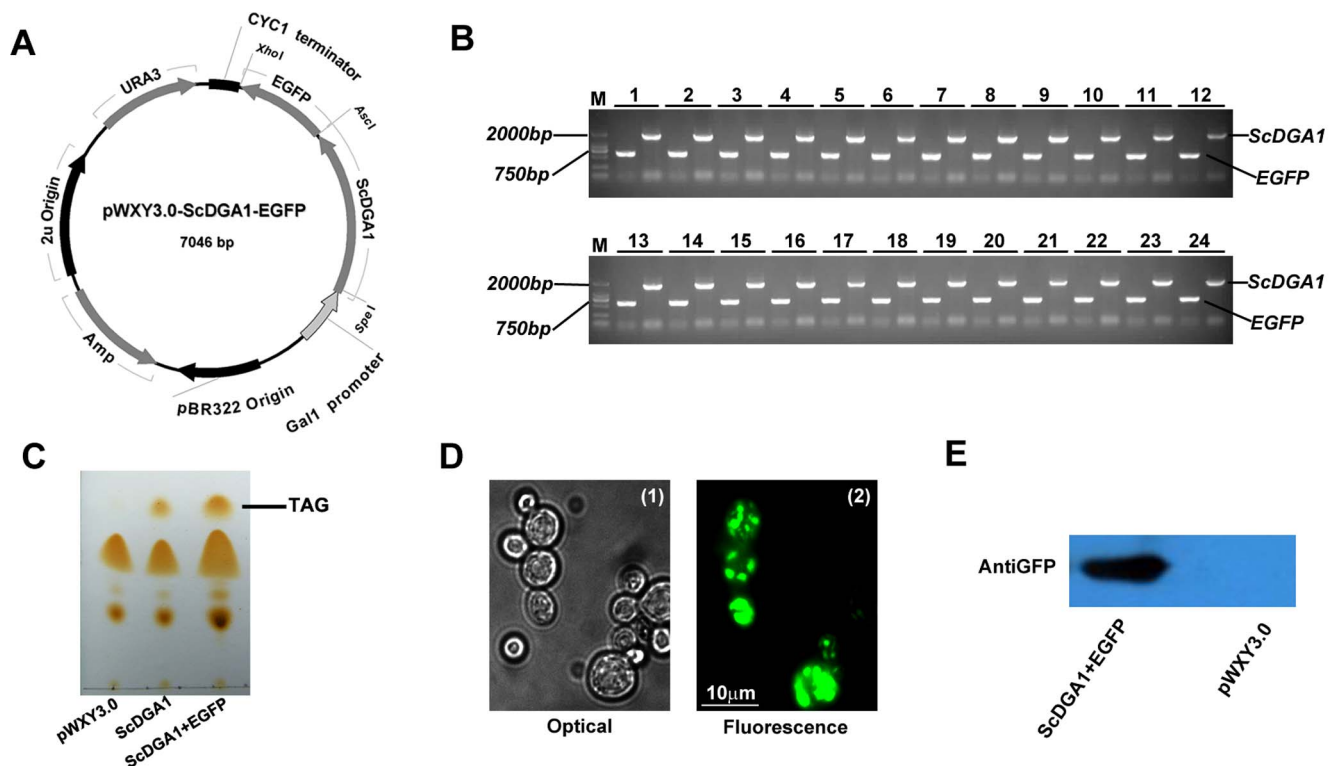 A
CYC1 terminator
XhoI
EGFP
AscI
URA3
ScDGA1
2u Origin
pWXY3.0-ScDGA1-EGFP
7046 bp
speI
Amp
pBR322 Origin
Gal1 promoter
B
M 1 2 3 4 5 6 7 8 9 10 11 12
2000bp
ScDGA1
750bp
EGFP
M 13 14 15 16 17 18 19 20 21 22 23 24
2000bp
ScDGA1
750bp
EGFP
C
TAG
pWXY3.0
ScDGA1
ScDGA1+EGFP
D
(1)
(2)
10μm
Optical
Fluorescence
E
AntiGFP
ScDGA1+EGFP
pWXY3.0